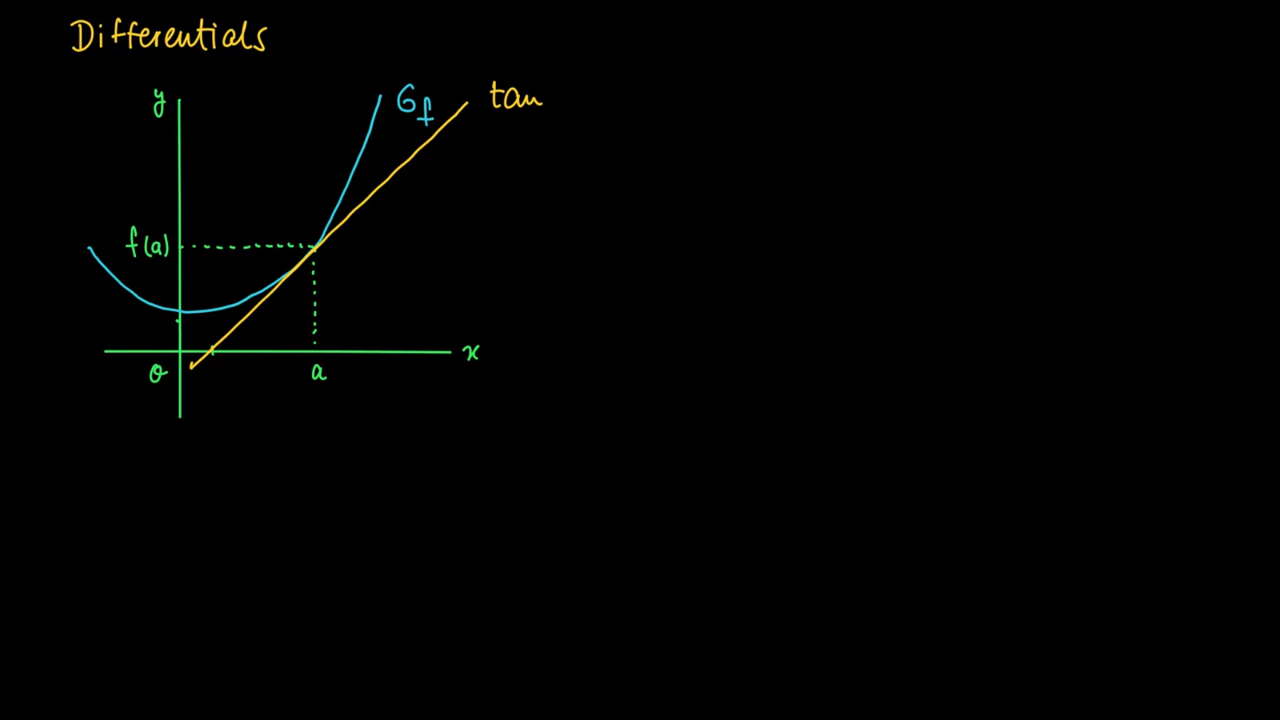 Differentials
y
G_f
tan
f(a)
x
O
a